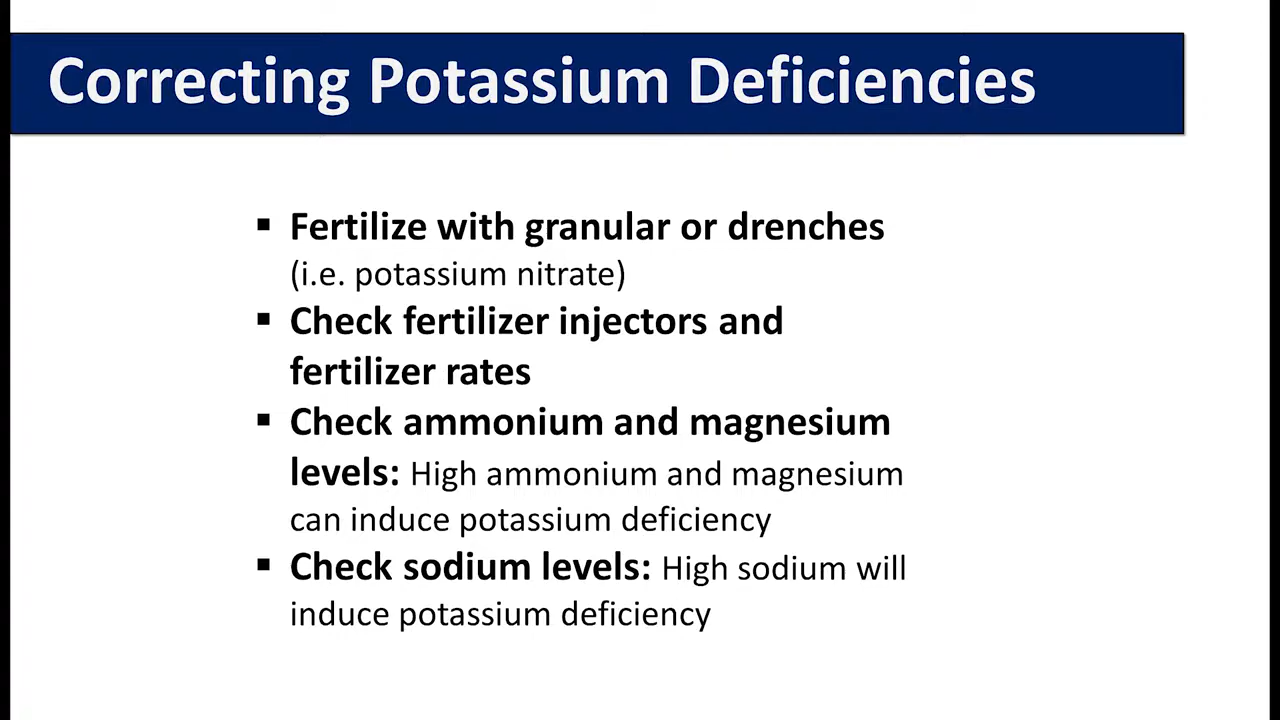 Correcting Potassium Deficiencies
▪ Fertilize with granular or drenches
(i.e. potassium nitrate)
▪ Check fertilizer injectors and
fertilizer rates
▪ Check ammonium and magnesium
levels: High ammonium and magnesium
can induce potassium deficiency
▪ Check sodium levels: High sodium will
induce potassium deficiency